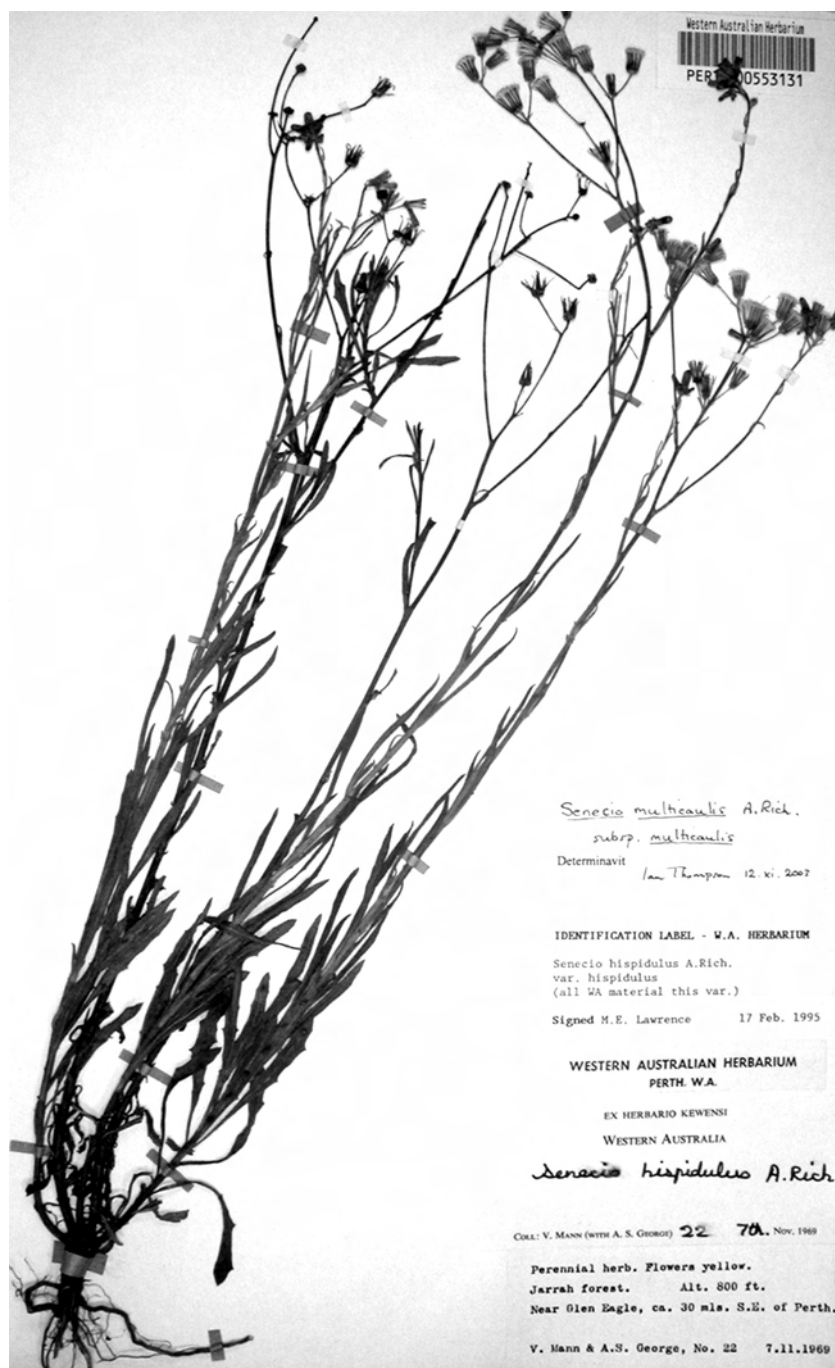 Western Australian Herbarium
PERTH 00553131
Senecio multicaulis A.Rich.
subsp. multicaulis
Determinavit
Ian Thompson 12.xi.2003
IDENTIFICATION LABEL - W.A. HERBARIUM
Senecio hispidulus A.Rich.
var. hispidulus
(all WA material this var.)
Signed M.E. Lawrence 17 Feb. 1995
WESTERN AUSTRALIAN HERBARIUM
PERTH. W.A.
EX HERBARIO KEWENSI
WESTERN AUSTRALIA
Senecio hispidulus A.Rich
COLL: V. MANN (WITH A. S. GEORGE) 22 7th. Nov. 1969
Perennial herb. Flowers yellow.
Jarrah forest. Alt. 800 ft.
Near Glen Eagle, ca. 30 mls. S.E. of Perth.
V. Mann & A.S. George, No. 22 7.11.1969